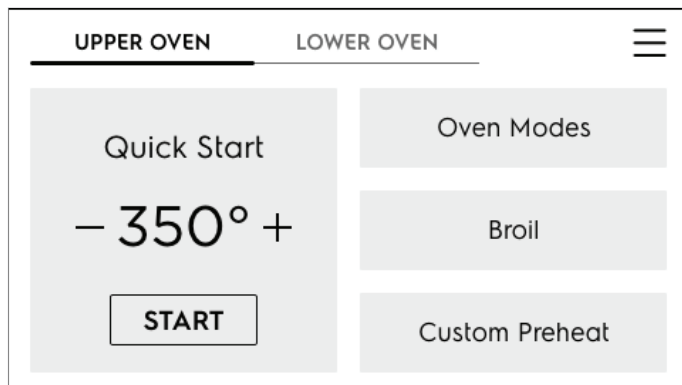 UPPER OVEN
LOWER OVEN
Quick Start
− 350° +
START
Oven Modes
Broil
Custom Preheat